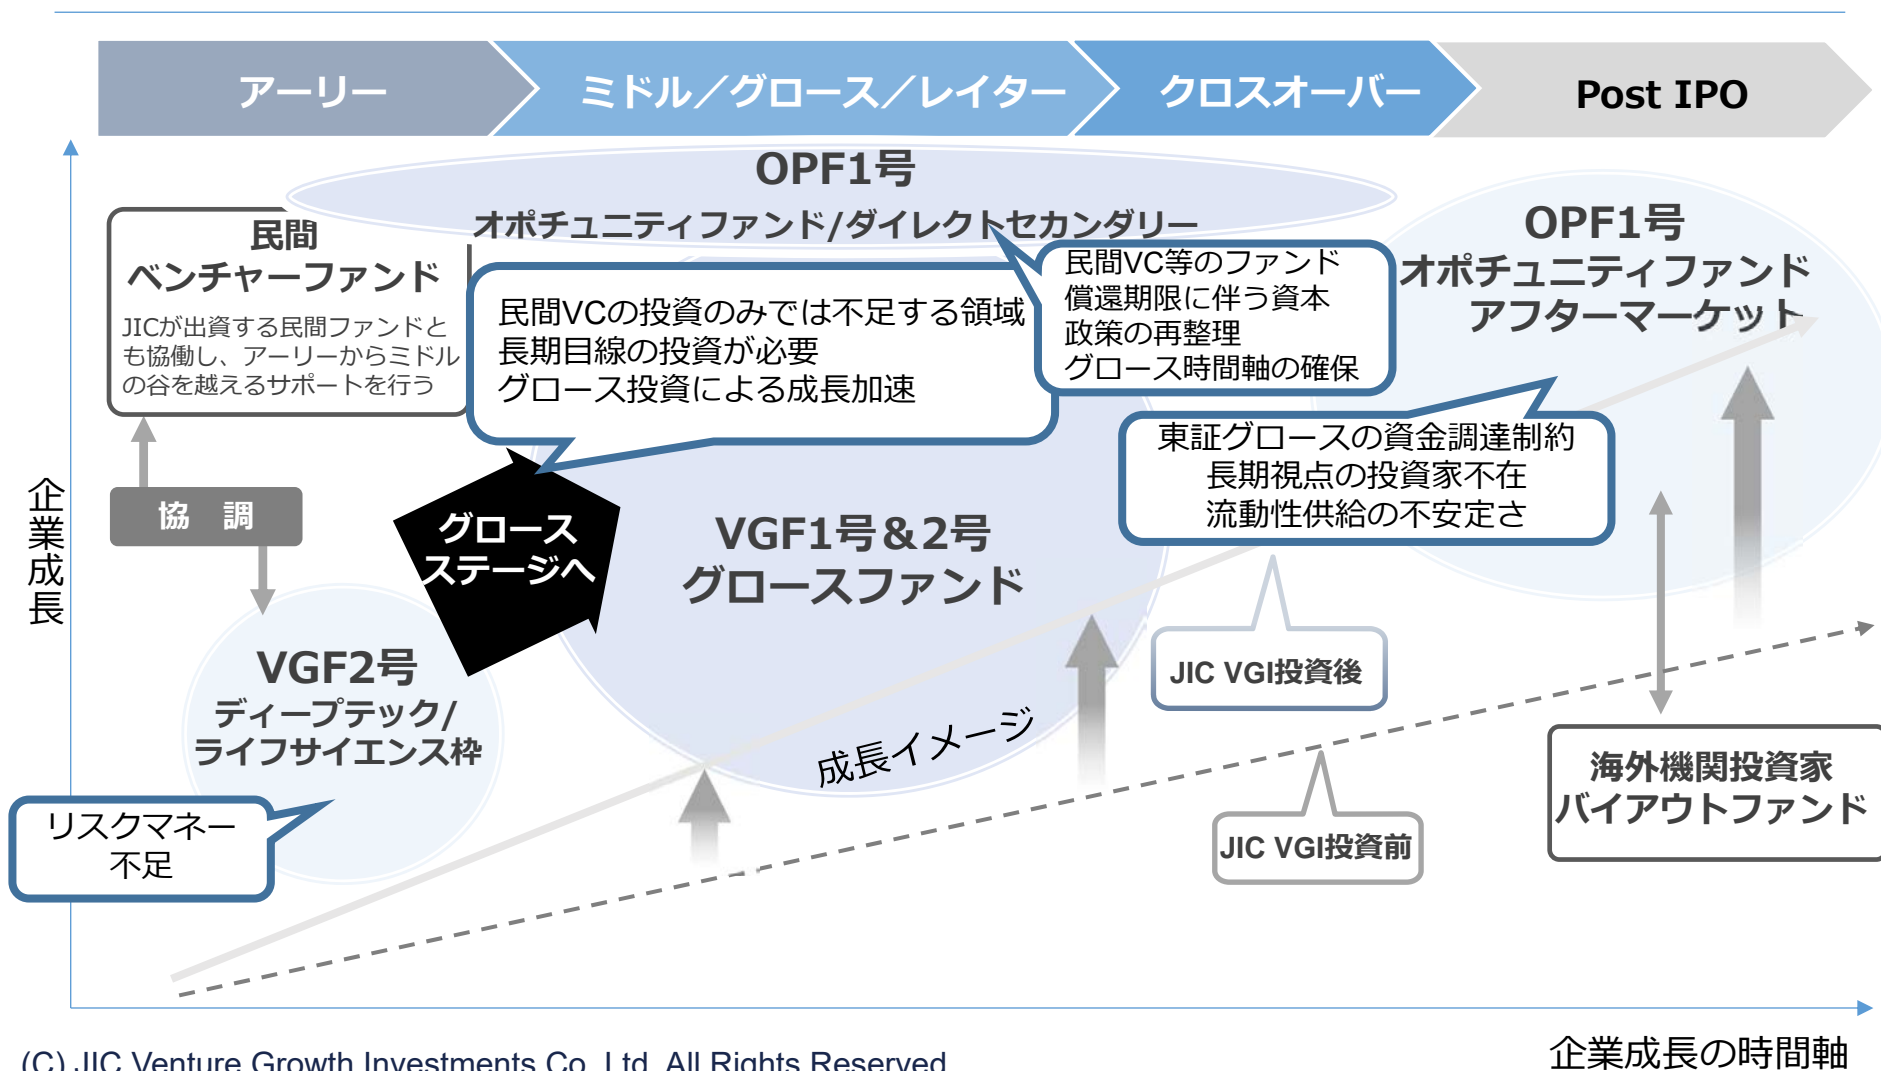 アーリー
ミドル／グロース／レイター
クロスオーバー
Post IPO
OPF1号
オポチュニティファンド/ダイレクトセカンダリー
民間
ベンチャーファンド
JICが出資する民間ファンドと
も協働し、アーリーからミドル
の谷を越えるサポートを行う
民間VCの投資のみでは不足する領域
長期目線の投資が必要
グロース投資による成長加速
民間VC等のファンド
償還期限に伴う資本
政策の再整理
グロース時間軸の確保
OPF1号
オポチュニティファンド
アフターマーケット
東証グロースの資金調達制約
長期視点の投資家不在
流動性供給の不安定さ
企業成長
協 調
グロース
ステージへ
VGF1号＆2号
グロースファンド
VGF2号
ディープテック/
ライフサイエンス枠
リスクマネー
不足
成長イメージ
JIC VGI投資後
JIC VGI投資前
海外機関投資家
バイアウトファンド
企業成長の時間軸
(C) JIC Venture Growth Investments Co. Ltd. All Rights Reserved